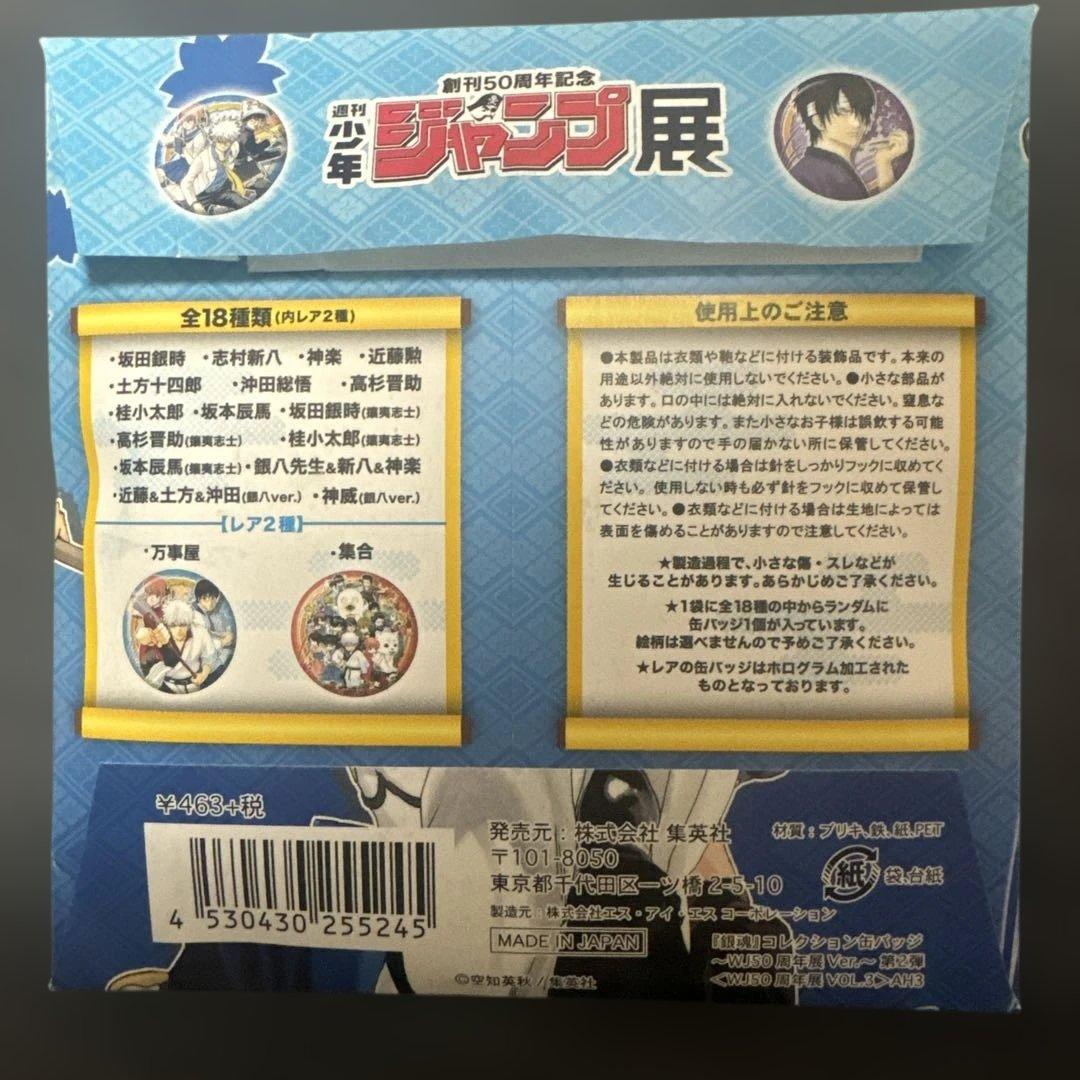 創刊50周年記念
週刊少年ジャンプ展
全18種類(内レア2種)
・坂田銀時 ・志村新八 ・神楽 ・近藤勲
・土方十四郎 ・沖田総悟 ・高杉晋助
・桂小太郎 ・坂本辰馬 ・坂田銀時(攘夷志士)
・高杉晋助(攘夷志士) ・桂小太郎(攘夷志士)
・坂本辰馬(攘夷志士) ・銀八先生&新八&神楽
・近藤&土方&沖田(銀八ver.) ・神威(銀八ver.)
【レア2種】
・万事屋 ・集合
使用上のご注意
●本製品は衣類や鞄などに付ける装飾品です。本来の
用途以外絶対に使用しないでください。●小さな部品が
あります。口の中には絶対に入れないでください。窒息な
どの危険があります。また小さなお子様は誤飲する可能
性がありますので手の届かない所に保管してください。
●衣類などに付ける場合は針をしっかりフックに収めてく
ださい。使用しない時も必ず針をフックに収めて保管し
てください。●衣類などに付ける場合は生地によっては
表面を傷めることがありますので注意してください。
★製造過程で、小さな傷・スレなどが
生じることがあります。あらかじめご了承ください。
★1袋に全18種の中からランダムに
缶バッジ1個が入っています。
絵柄は選べませんので予めご了承ください。
★レアの缶バッジはホログラム加工された
ものとなっております。
¥463+税
4 530430 255245
発売元:株式会社 集英社
〒101-8050
東京都千代田区一ツ橋 2-5-10
製造元:株式会社エス・アイ・エス コーポレーション
MADE IN JAPAN
©空知英秋/集英社
材質:ブリキ、鉄、紙、PET
紙 袋、台紙
『銀魂』コレクション缶バッジ
〜WJ50周年展 Ver.〜 第2弾
<WJ50周年展 VOL.3>AH3